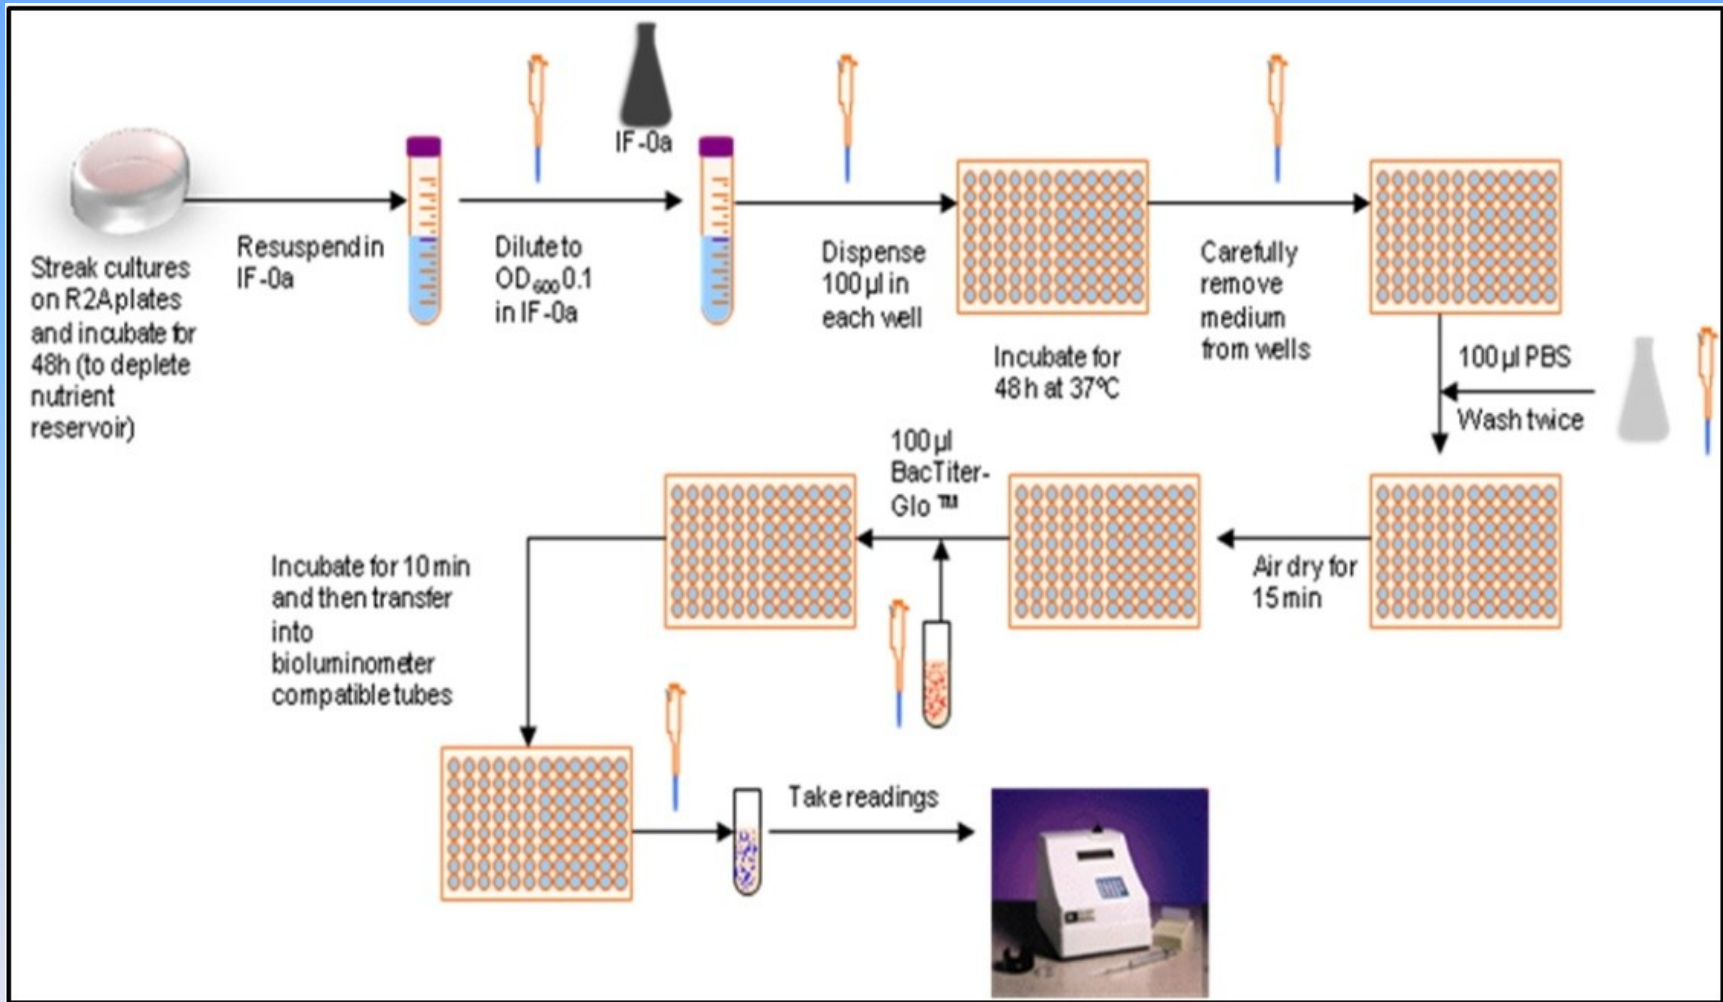 IF-0a
Streak cultures
on R2A plates
and incubate for
48h (to deplete
nutrient
reservoir)
Resuspend in
IF-0a
Dilute to
OD600 0.1
in IF-0a
Dispense
100 µl in
each well
Incubate for
48 h at 37ºC
Carefully
remove
medium
from wells
100 µl PBS
Wash twice
Air dry for
15 min
100 µl
BacTiter-
Glo ™
Incubate for 10 min
and then transfer
into
bioluminometer
compatible tubes
Take readings